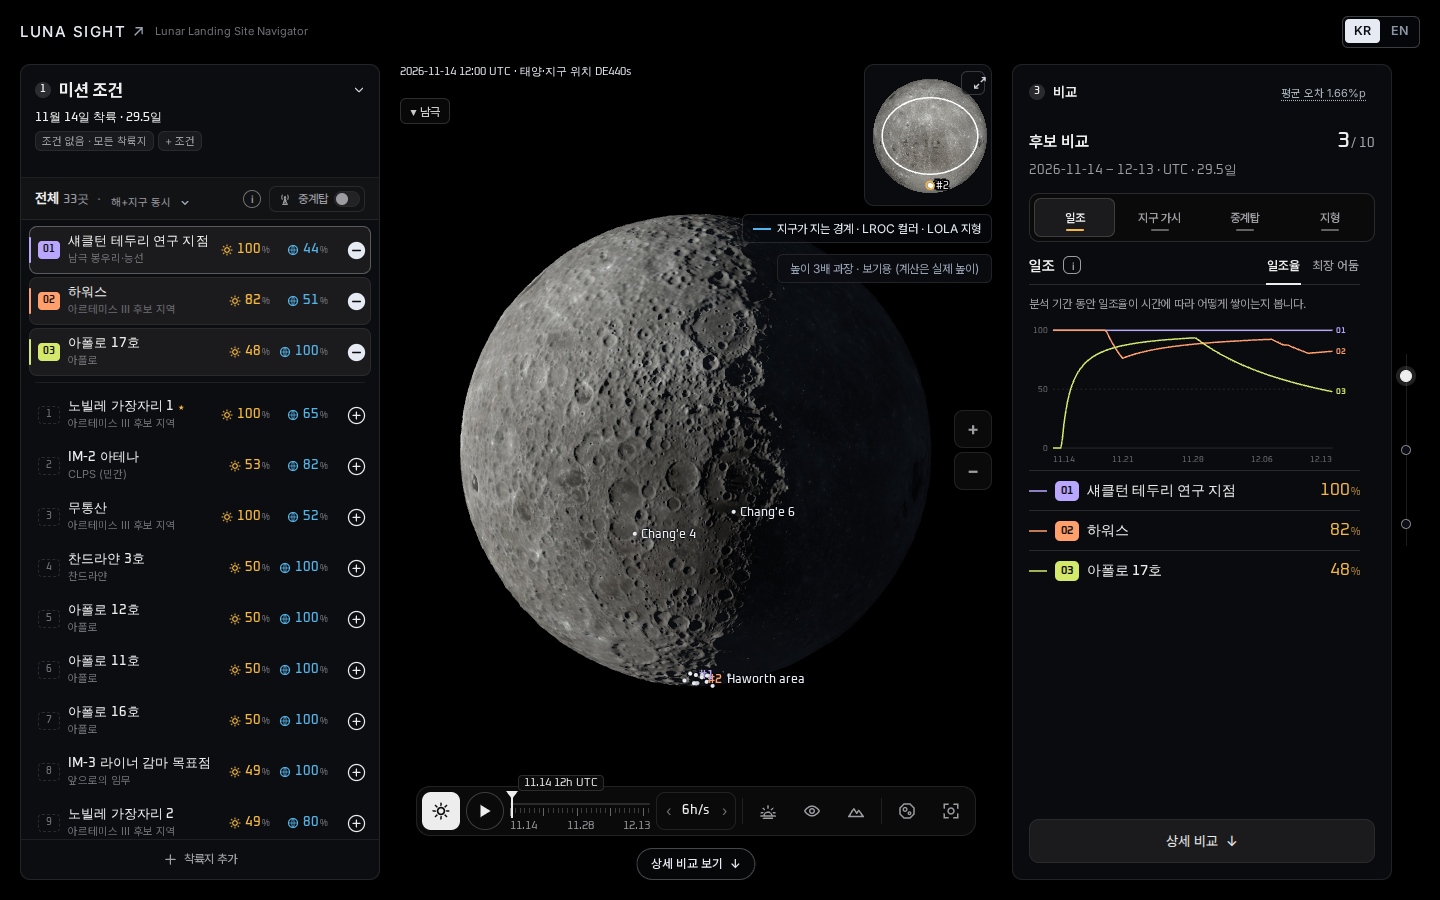 LUNA SIGHT ↗ Lunar Landing Site Navigator
KR EN
1 미션 조건
11월 14일 착륙 · 29.5일
조건 없음 · 모든 착륙지 + 조건
전체 33곳 · 해+지구 동시
i 중계탑
01 섀클턴 테두리 연구 지점 100% 44%
남극 봉우리·능선
02 하워스 82% 51%
아르테미스 III 후보 지역
03 아폴로 17호 48% 100%
아폴로
1 노빌레 가장자리 1 ★ 100% 65%
아르테미스 III 후보 지역
2 IM-2 아테나 53% 82%
CLPS (민간)
3 무통산 100% 52%
아르테미스 III 후보 지역
4 찬드라얀 3호 50% 100%
찬드라얀
5 아폴로 12호 50% 100%
아폴로
6 아폴로 11호 50% 100%
아폴로
7 아폴로 16호 50% 100%
아폴로
8 IM-3 라이너 감마 목표점 49% 100%
앞으로의 임무
9 노빌레 가장자리 2 49% 80%
아르테미스 III 후보 지역
+ 착륙지 추가
2026-11-14 12:00 UTC · 태양·지구 위치 DE440s
▾ 남극
#2
지구가 지는 경계 · LROC 컬러 · LOLA 지형
높이 3배 과장 · 보기용 (계산은 실제 높이)
+
−
Chang'e 6
Chang'e 4
#2 Haworth area
11.14 12h UTC
11.14 11.28 12.13
‹ 6h/s ›
상세 비교 보기 ↓
3 비교
평균 오차 1.66%p
후보 비교 3 / 10
2026-11-14 – 12-13 · UTC · 29.5일
일조 지구 가시 중계탑 지형
일조 i 일조율 최장 어둠
분석 기간 동안 일조율이 시간에 따라 어떻게 쌓이는지 봅니다.
100 01
02
50 03
0
11.14 11.21 11.28 12.06 12.13
01 섀클턴 테두리 연구 지점 100%
02 하워스 82%
03 아폴로 17호 48%
상세 비교 ↓